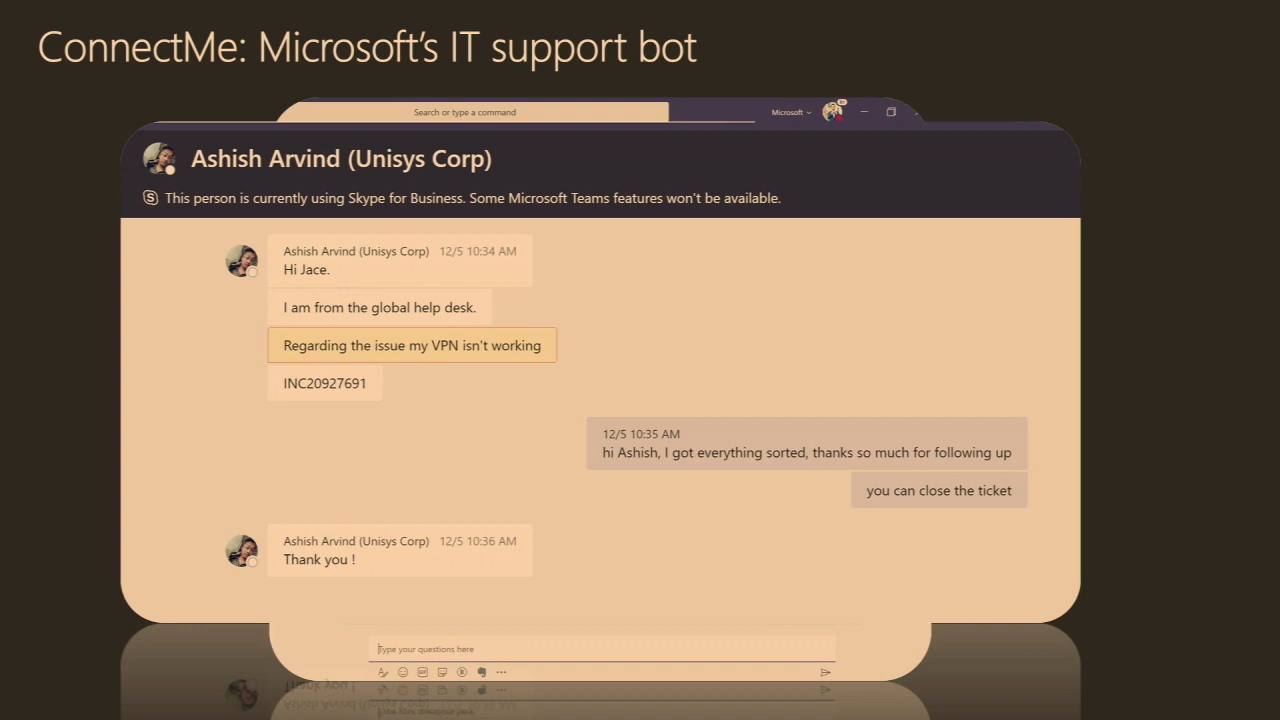 ConnectMe: Microsoft's IT support bot
Search or type a command
Microsoft
Ashish Arvind (Unisys Corp)
This person is currently using Skype for Business. Some Microsoft Teams features won't be available.
Ashish Arvind (Unisys Corp) 12/5 10:34 AM
Hi Jace.
I am from the global help desk.
Regarding the issue my VPN isn't working
INC20927691
12/5 10:35 AM
hi Ashish, I got everything sorted, thanks so much for following up
you can close the ticket
Ashish Arvind (Unisys Corp) 12/5 10:36 AM
Thank you !
Type your questions here